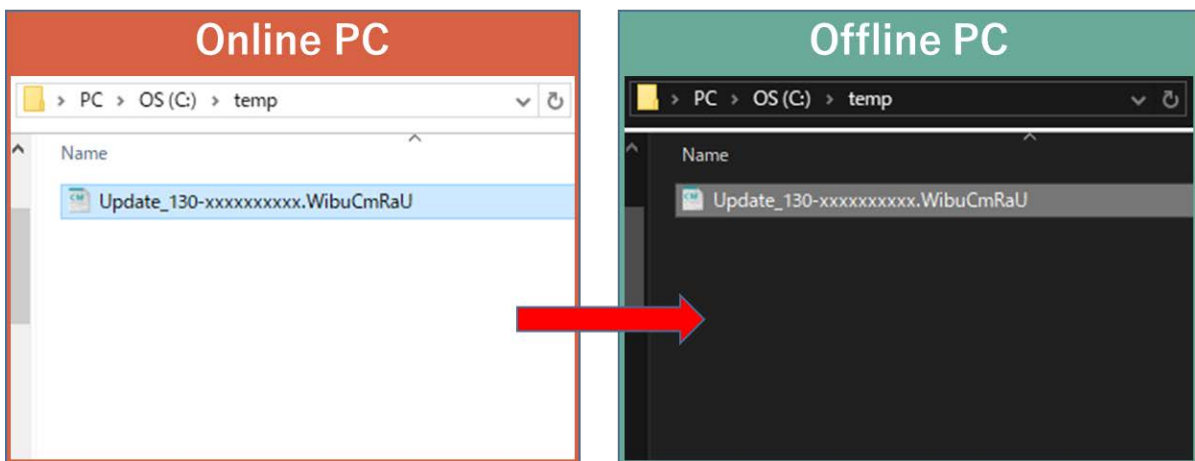 Online PC
PC > OS (C:) > temp
Name
Update_130-xxxxxxxxxx.WibuCmRaU
Offline PC
PC > OS (C:) > temp
Name
Update_130-xxxxxxxxxx.WibuCmRaU